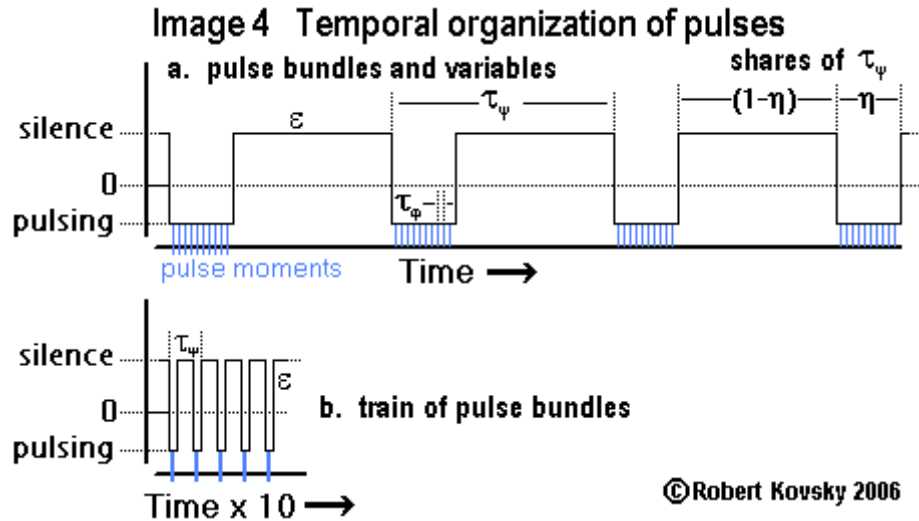 Image 4 Temporal organization of pulses
a. pulse bundles and variables
shares of τψ
τψ
(1-η)
η
silence
ε
0
τφ
pulsing
pulse moments
Time →
silence
τψ
ε
0
b. train of pulse bundles
pulsing
Time x 10 →
©Robert Kovsky 2006